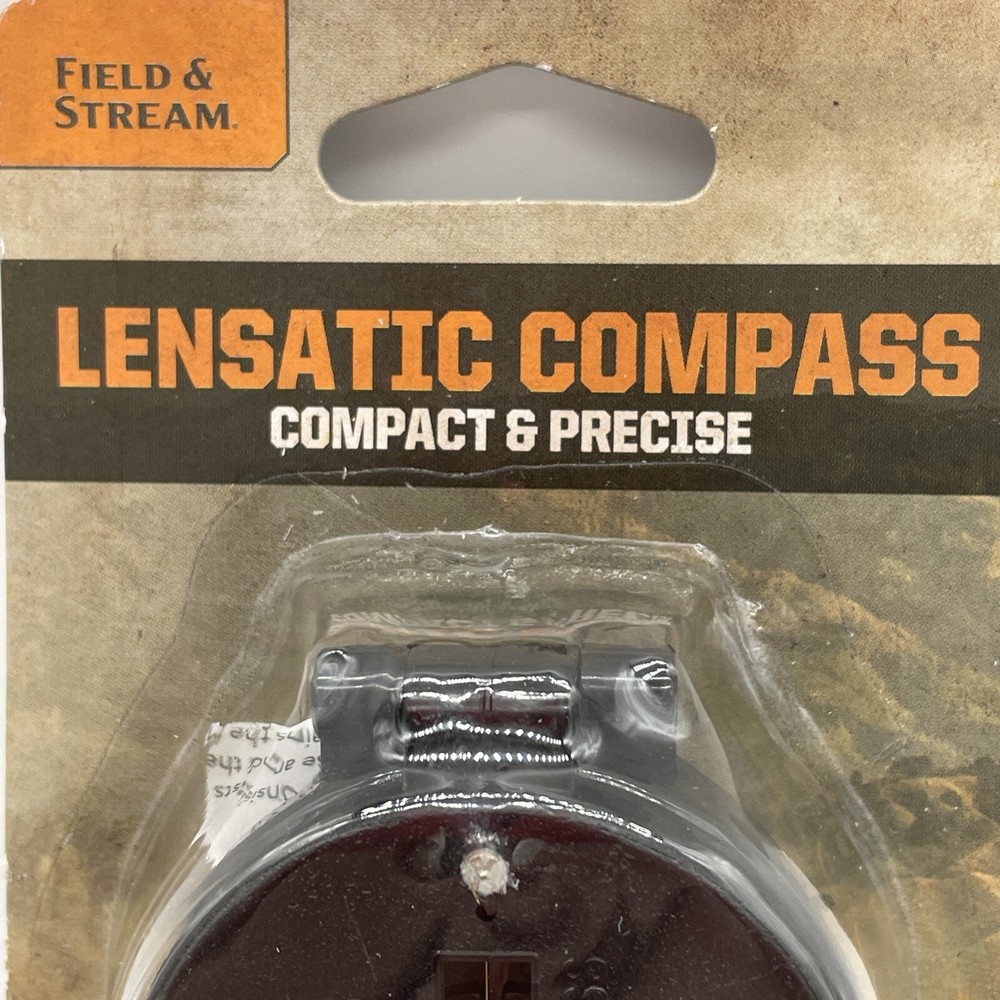 FIELD &
STREAM.
LENSATIC COMPASS
COMPACT & PRECISE